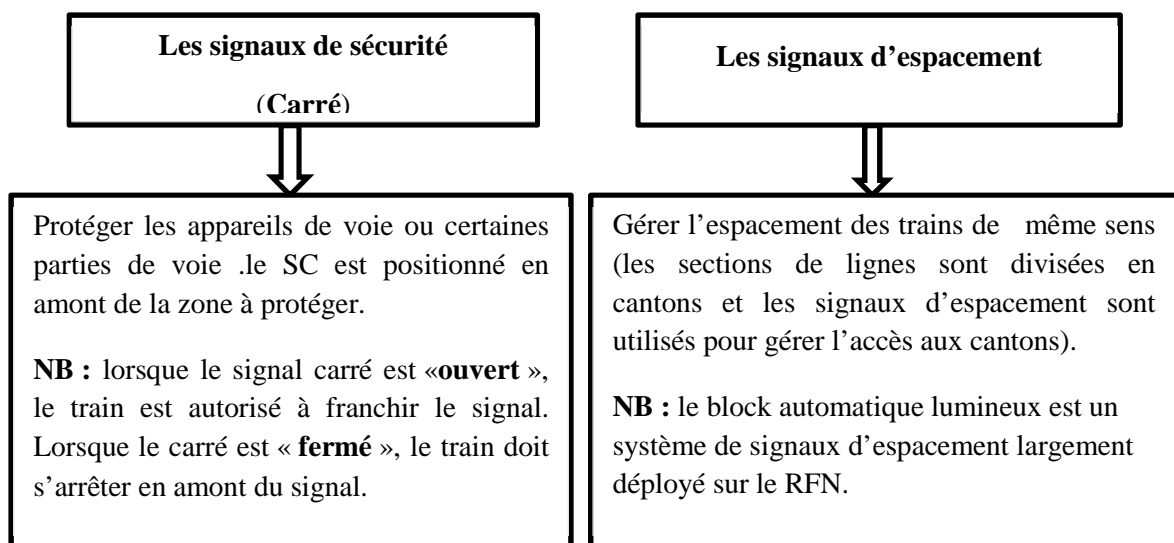 Les signaux de sécurité
(Carré)
Protéger les appareils de voie ou certaines
parties de voie .le SC est positionné en
amont de la zone à protéger.
NB : lorsque le signal carré est «ouvert »,
le train est autorisé à franchir le signal.
Lorsque le carré est « fermé », le train doit
s’arrêter en amont du signal.
Les signaux d’espacement
Gérer l’espacement des trains de même sens
(les sections de lignes sont divisées en
cantons et les signaux d’espacement sont
utilisés pour gérer l’accès aux cantons).
NB : le block automatique lumineux est un
système de signaux d’espacement largement
déployé sur le RFN.